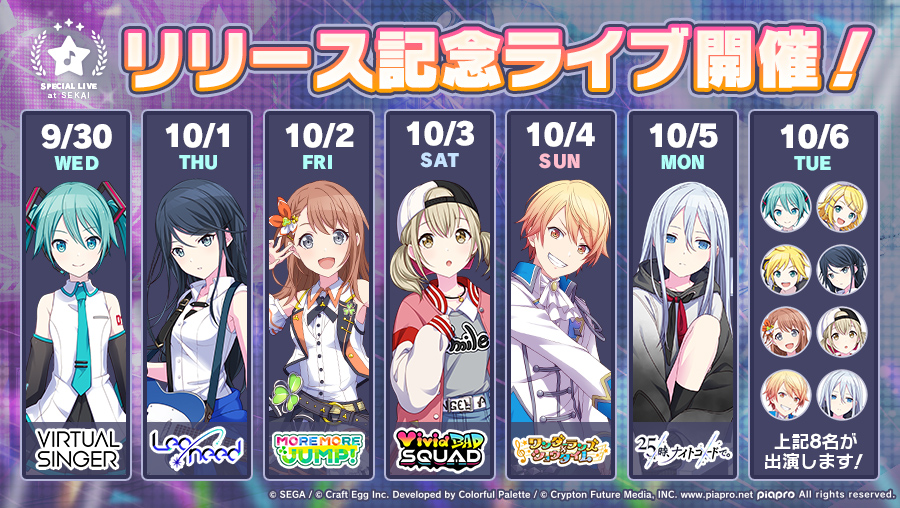 SPECIAL LIVE
at SEKAI
リリース記念ライブ開催！
9/30
WED
VIRTUAL
SINGER
10/1
THU
Leo/need
10/2
FRI
MORE MORE
JUMP!
10/3
SAT
mile
Vivid BAD
SQUAD
10/4
SUN
ワンダーランズ
×
ショウタイム
10/5
MON
25時、ナイトコードで。
10/6
TUE
上記8名が
出演します！
© SEGA / © Craft Egg Inc. Developed by Colorful Palette / © Crypton Future Media, INC. www.piapro.net piapro All rights reserved.